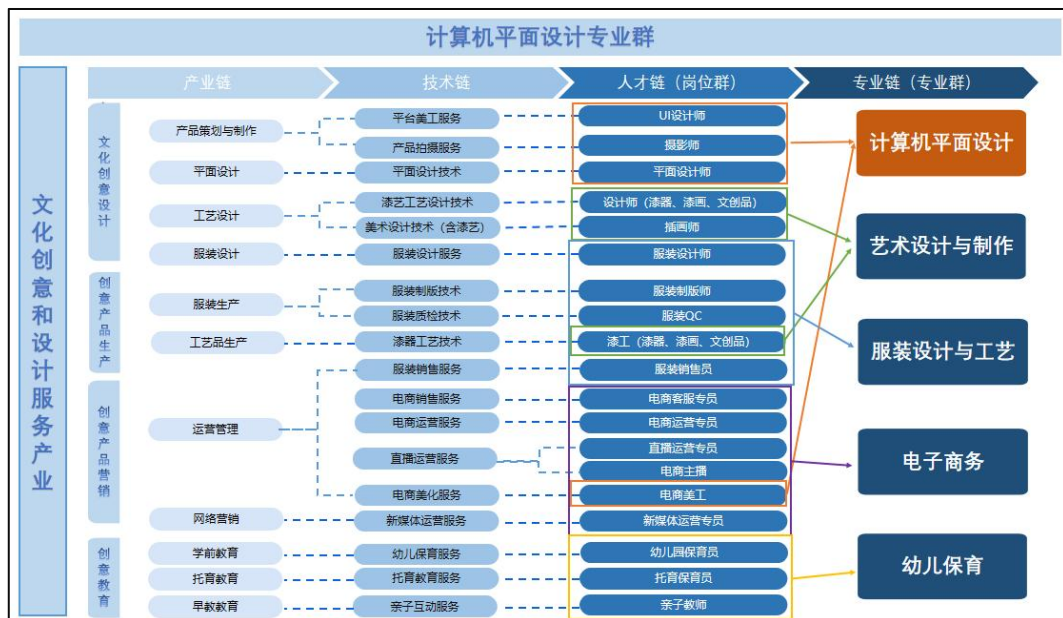 计算机平面设计专业群
产业链
技术链
人才链（岗位群）
专业链（专业群）
文化创意和设计服务产业
文化创意设计
产品策划与制作
平台美工服务
UI设计师
产品拍摄服务
摄影师
平面设计
平面设计技术
平面设计师
工艺设计
漆艺工艺设计技术
设计师（漆器、漆画、文创品）
美术设计技术（含漆艺）
插画师
服装设计
服装设计服务
服装设计师
创意产品生产
服装生产
服装制版技术
服装制版师
服装质检技术
服装QC
工艺品生产
漆器工艺技术
漆工（漆器、漆画、文创品）
创意产品营销
运营管理
服装销售服务
服装销售员
电商销售服务
电商客服专员
电商运营服务
电商运营专员
直播运营服务
直播运营专员
电商主播
电商美化服务
电商美工
网络营销
新媒体运营服务
新媒体运营专员
创意教育
学前教育
幼儿保育服务
幼儿园保育员
托育教育
托育教育服务
托育保育员
早教教育
亲子互动服务
亲子教师
计算机平面设计
艺术设计与制作
服装设计与工艺
电子商务
幼儿保育